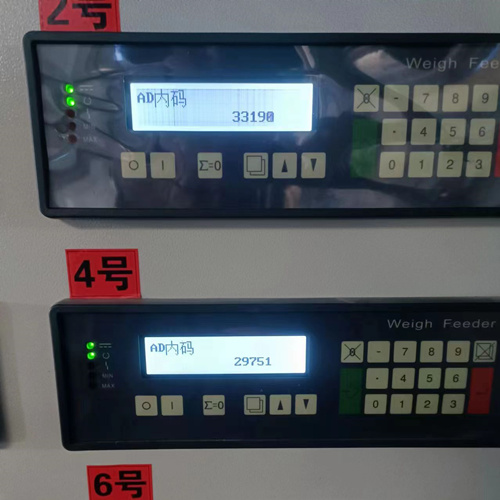 2号
Weigh Fee
AD内码
33190
- 7 8 9
. 4 5 6
0 1 2 3
MAX
O I Σ=0
4号
Weigh Feeder
AD内码
29751
- 7 8 9
. 4 5 6
0 1 2 3
MIN
MAX
O I Σ=0
6号